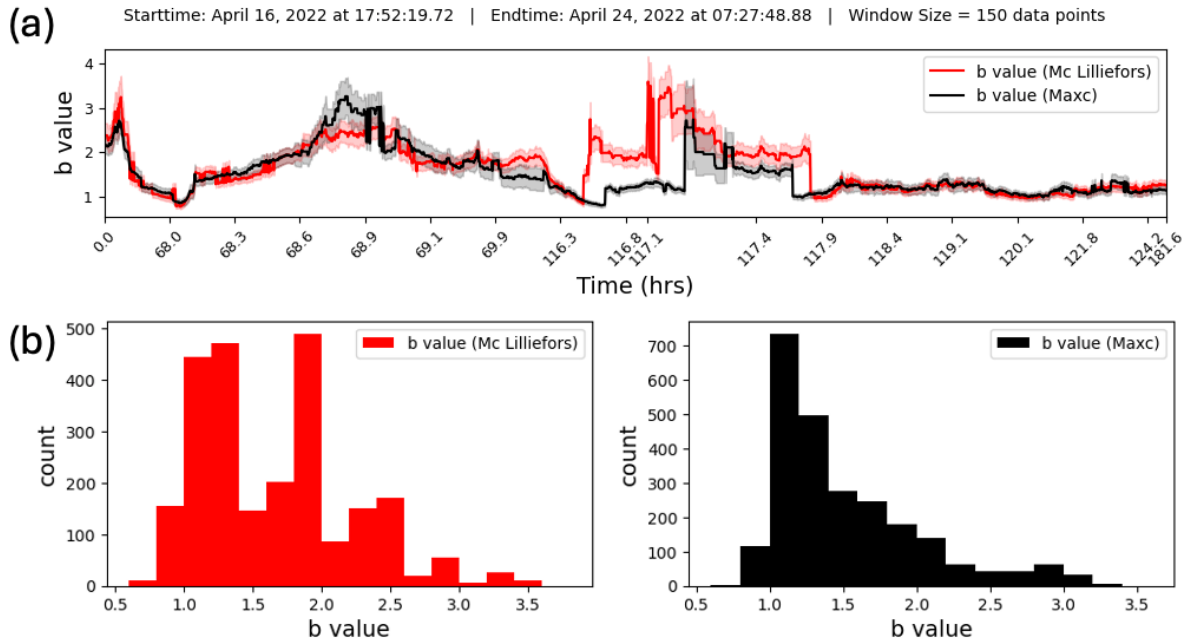 (a)
Starttime: April 16, 2022 at 17:52:19.72 | Endtime: April 24, 2022 at 07:27:48.88 | Window Size = 150 data points
b value
4
3
2
1
b value (Mc Lilliefors)
b value (Maxc)
0.0 68.0 68.3 68.6 68.9 69.1 69.9 116.3 116.8 117.1 117.4 117.9 118.4 119.1 120.1 121.8 124.2 181.6
Time (hrs)
(b)
count
500
400
300
200
100
0
b value (Mc Lilliefors)
0.5 1.0 1.5 2.0 2.5 3.0 3.5
b value
count
700
600
500
400
300
200
100
0
b value (Maxc)
0.5 1.0 1.5 2.0 2.5 3.0 3.5
b value